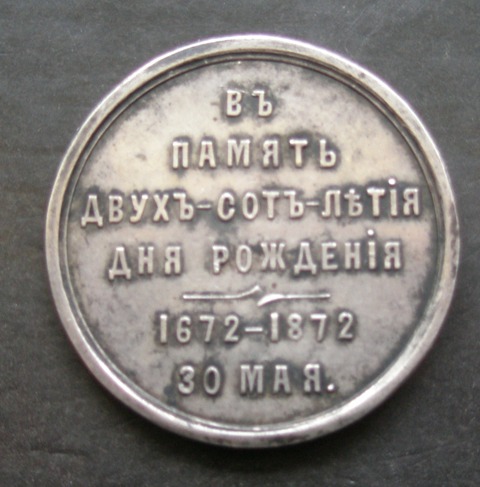 ВЪ
ПАМЯТЬ
ДВУХЪ-СОТЪ-ЛѢТІЯ
ДНЯ РОЖДЕНІЯ
1672-1872
30 МАЯ.